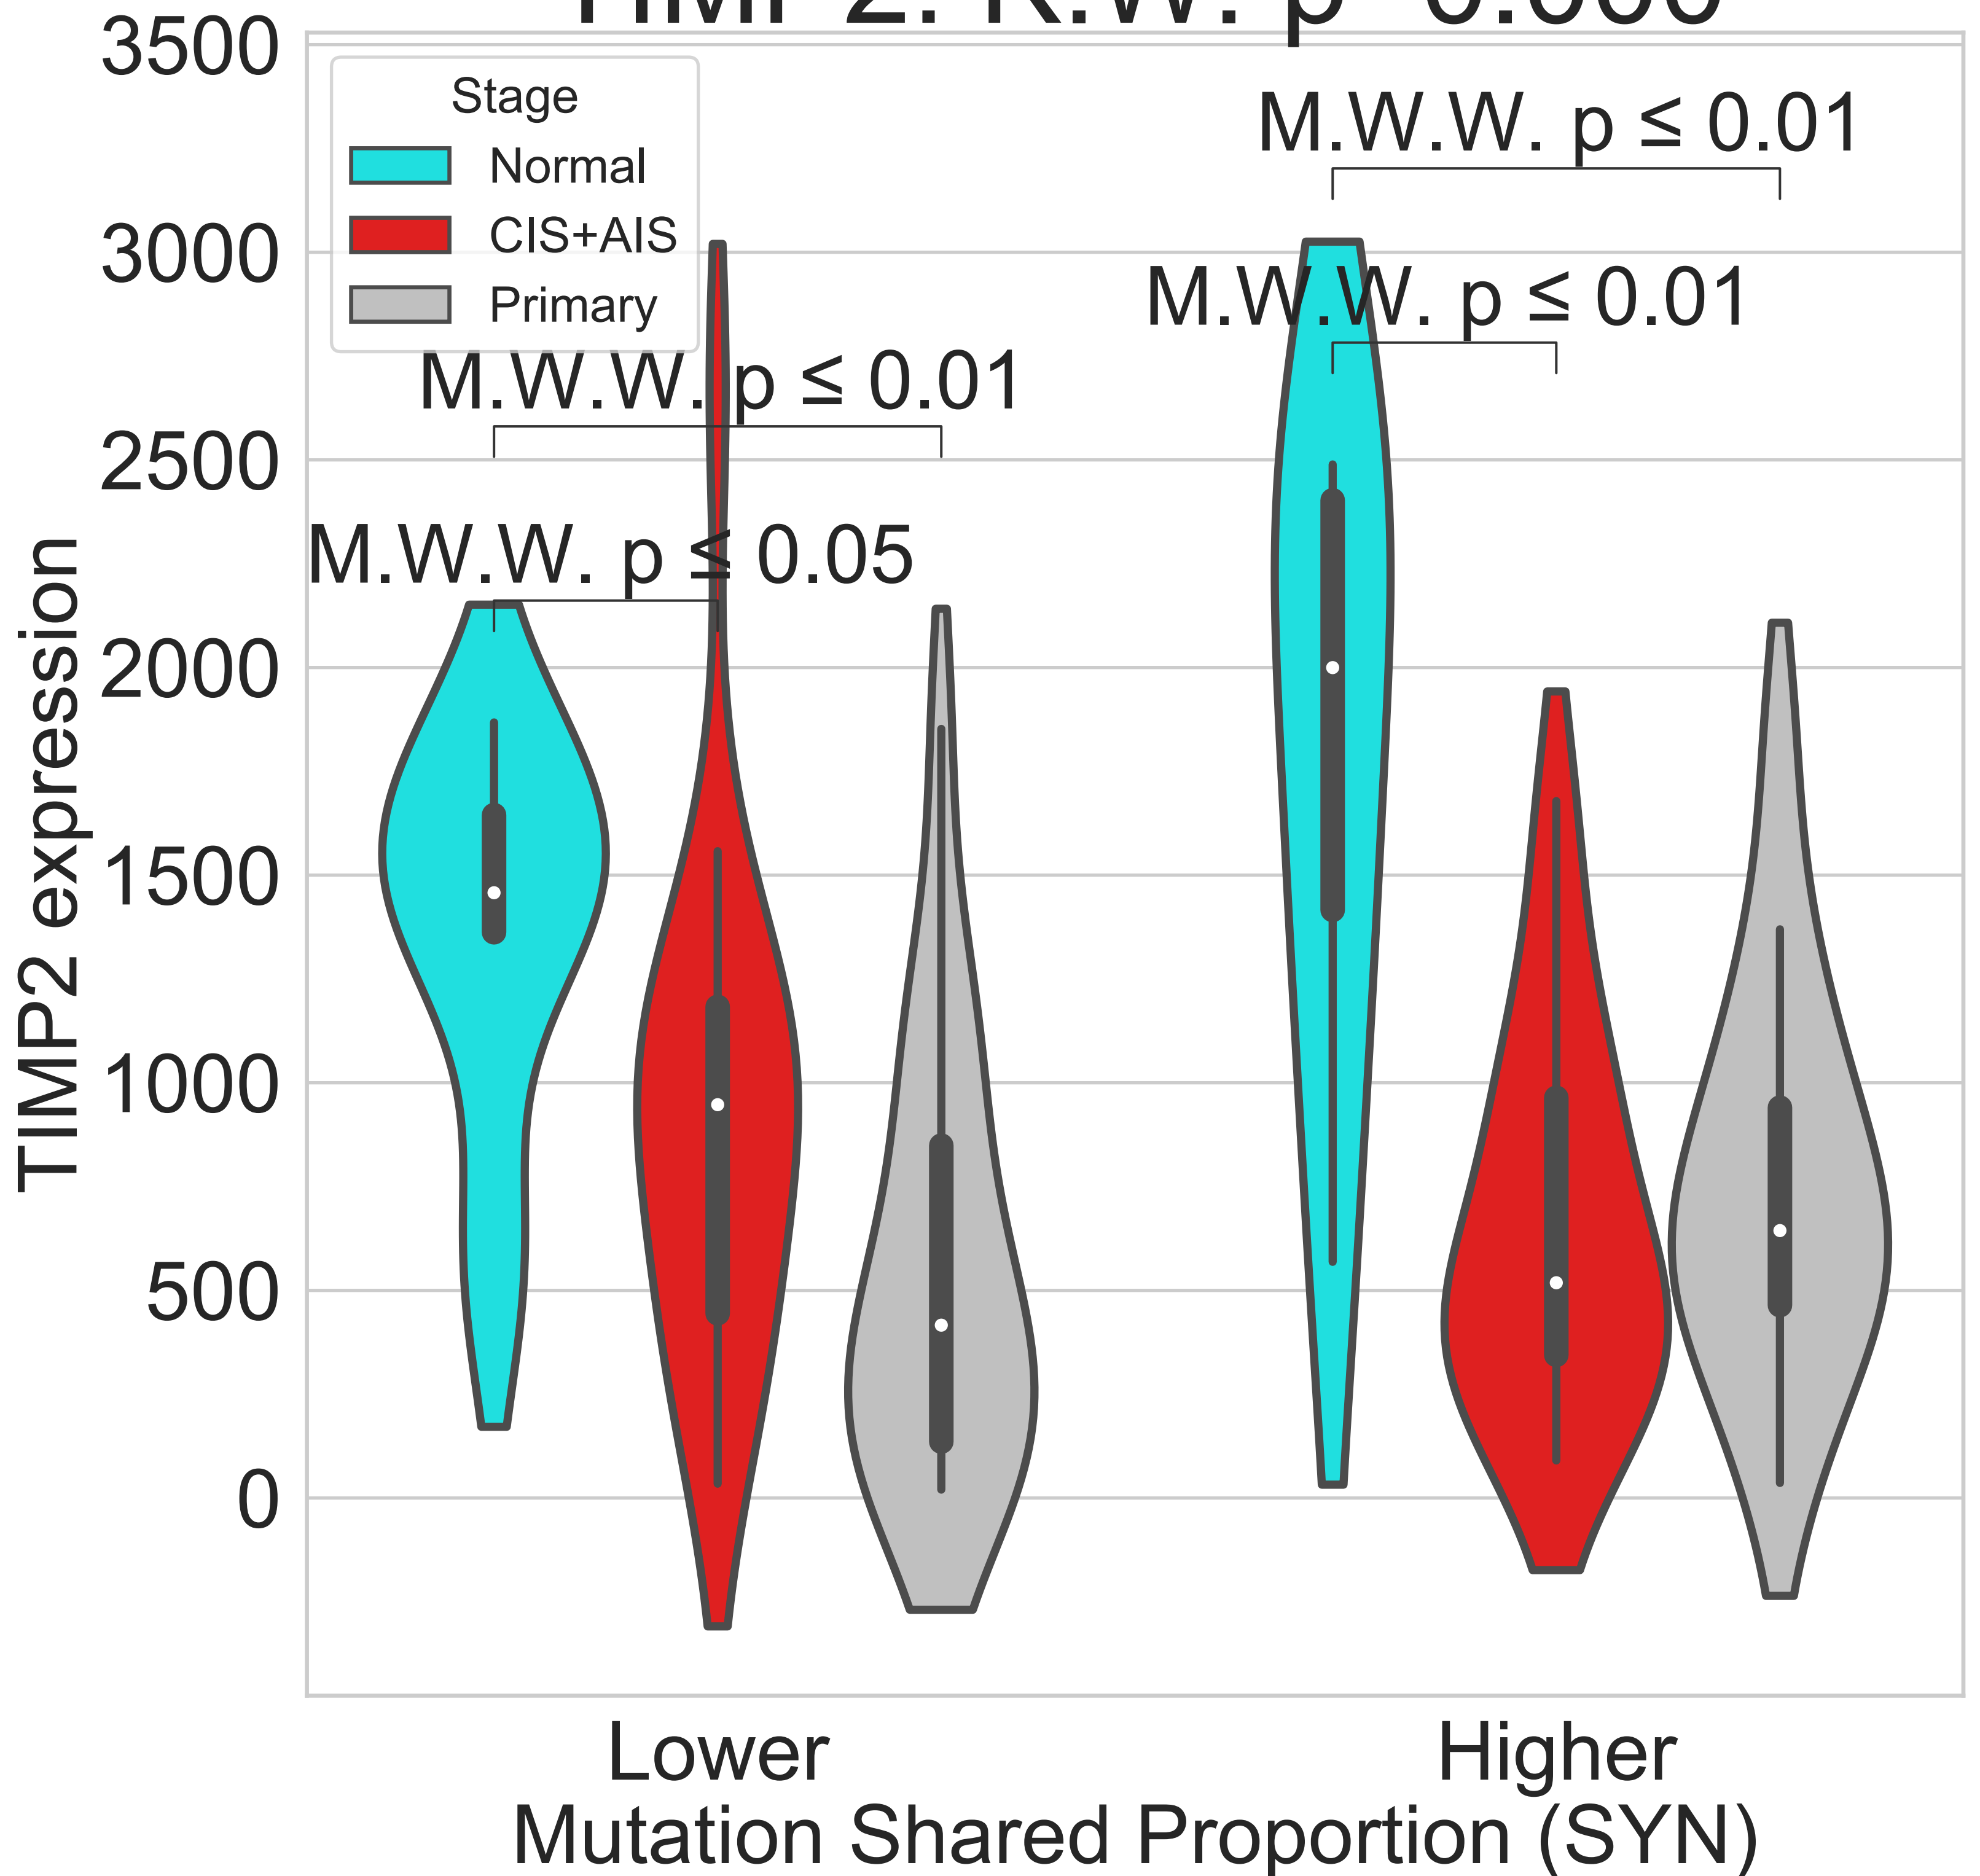 3500
3000
2500
2000
1500
1000
500
0
TIMP2 expression
Stage
Normal
CIS+AIS
Primary
M.W.W. p ≤ 0.01
M.W.W. p ≤ 0.01
M.W.W. p ≤ 0.01
M.W.W. p ≤ 0.05
Lower
Higher
Mutation Shared Proportion (SYN)